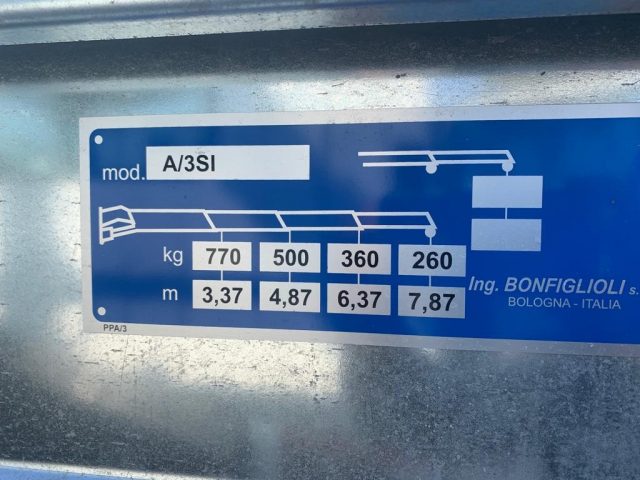 mod. A/3SI
kg 770 500 360 260
m 3,37 4,87 6,37 7,87
Ing. BONFIGLIOLI s.
BOLOGNA - ITALIA
PPA/3